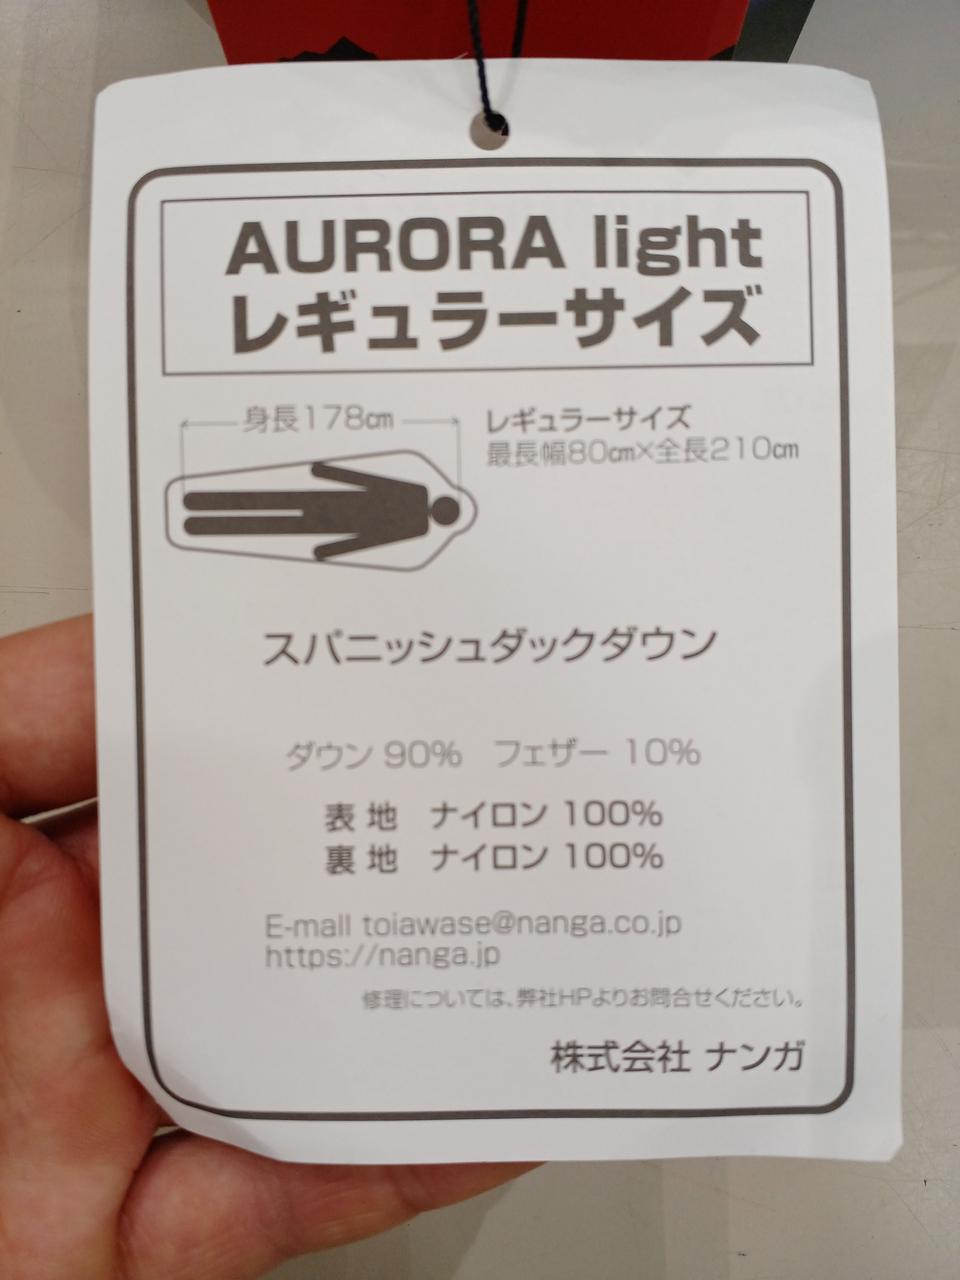 AURORA light
レギュラーサイズ
身長178㎝
レギュラーサイズ
最長幅80㎝×全長210㎝
スパニッシュダックダウン
ダウン 90%　フェザー 10%
表 地　ナイロン 100%
裏 地　ナイロン 100%
E-mall toiawase@nanga.co.jp
https://nanga.jp
修理については、弊社HPよりお問合せください。
株式会社 ナンガ